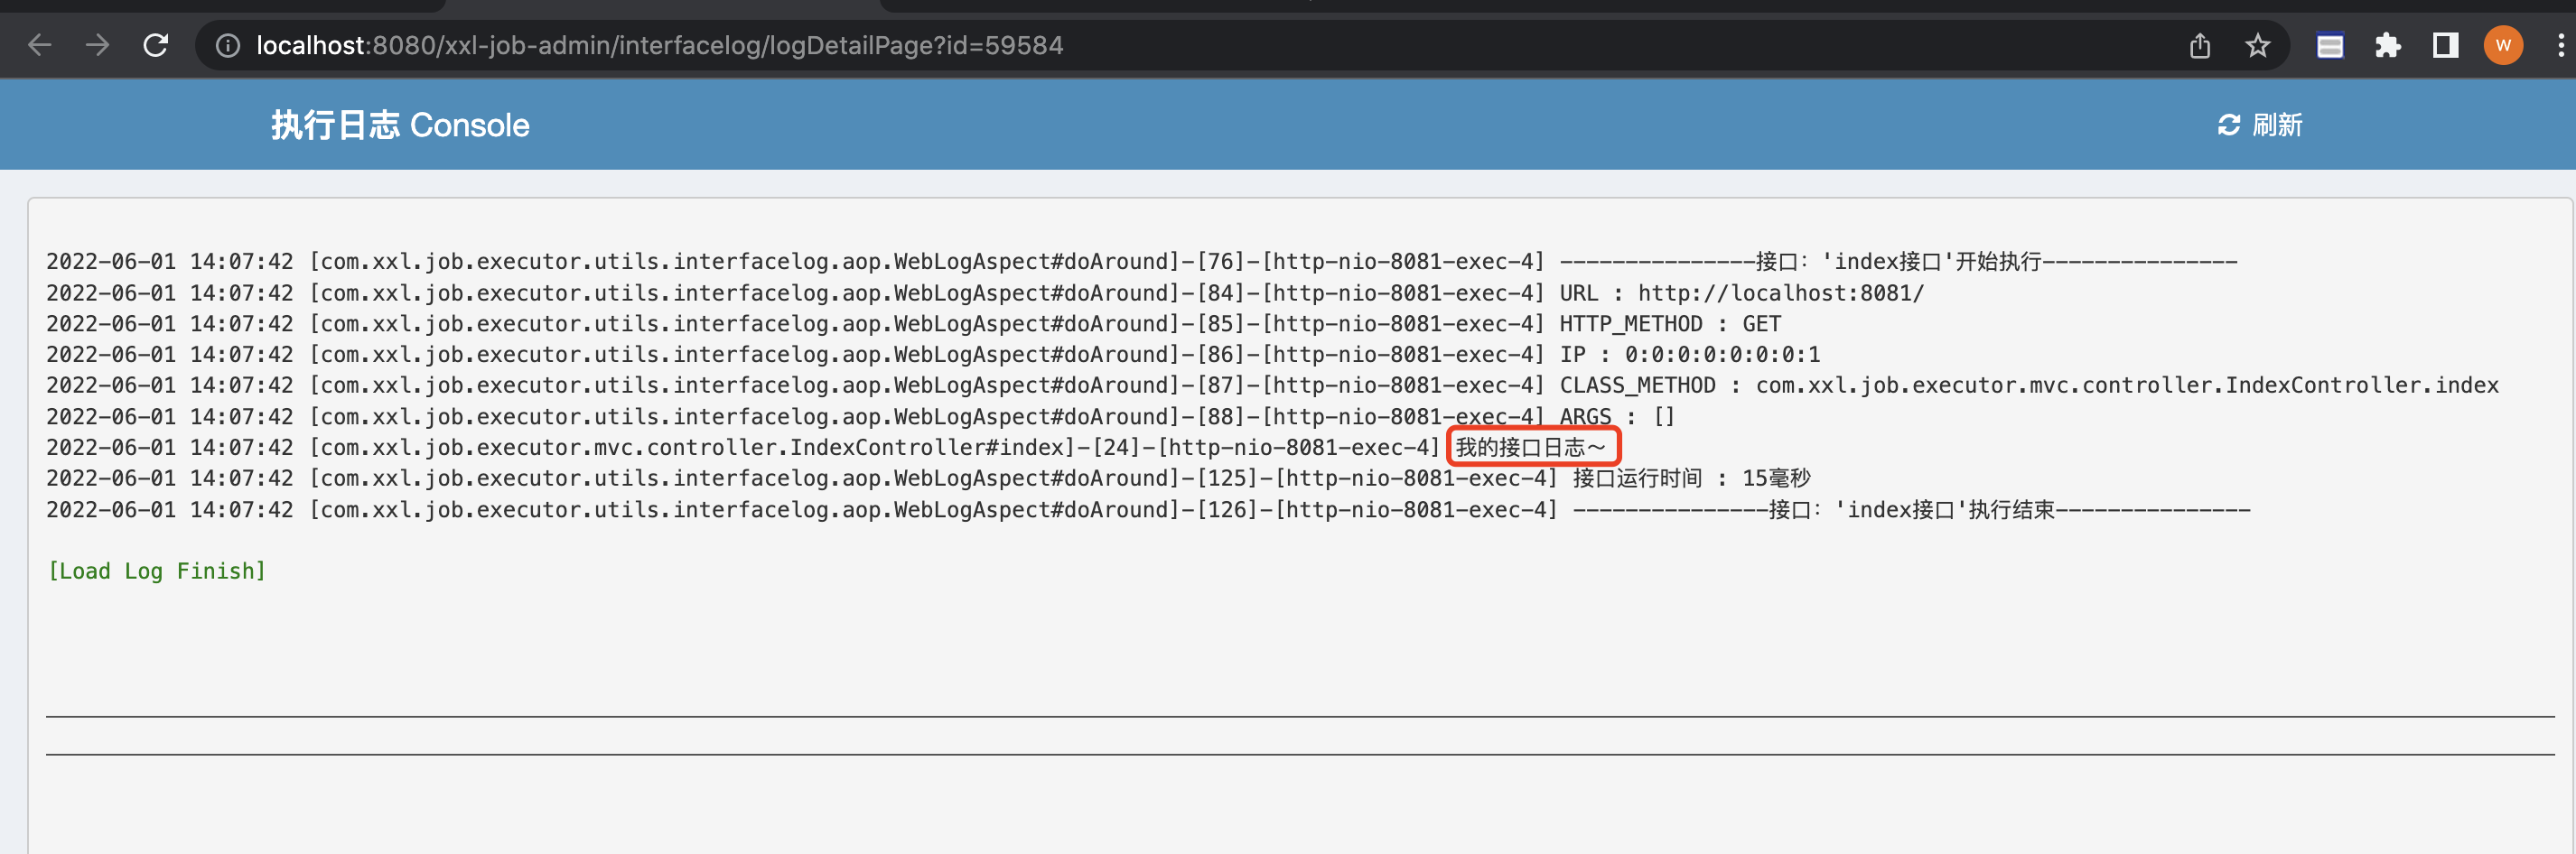 localhost:8080/xxl-job-admin/interfacelog/logDetailPage?id=59584
W
执行日志 Console
刷新
2022-06-01 14:07:42 [com.xxl.job.executor.utils.interfacelog.aop.WebLogAspect#doAround]-[76]-[http-nio-8081-exec-4] ---------------接口：'index接口'开始执行---------------
2022-06-01 14:07:42 [com.xxl.job.executor.utils.interfacelog.aop.WebLogAspect#doAround]-[84]-[http-nio-8081-exec-4] URL : http://localhost:8081/
2022-06-01 14:07:42 [com.xxl.job.executor.utils.interfacelog.aop.WebLogAspect#doAround]-[85]-[http-nio-8081-exec-4] HTTP_METHOD : GET
2022-06-01 14:07:42 [com.xxl.job.executor.utils.interfacelog.aop.WebLogAspect#doAround]-[86]-[http-nio-8081-exec-4] IP : 0:0:0:0:0:0:0:1
2022-06-01 14:07:42 [com.xxl.job.executor.utils.interfacelog.aop.WebLogAspect#doAround]-[87]-[http-nio-8081-exec-4] CLASS_METHOD : com.xxl.job.executor.mvc.controller.IndexController.index
2022-06-01 14:07:42 [com.xxl.job.executor.utils.interfacelog.aop.WebLogAspect#doAround]-[88]-[http-nio-8081-exec-4] ARGS : []
2022-06-01 14:07:42 [com.xxl.job.executor.mvc.controller.IndexController#index]-[24]-[http-nio-8081-exec-4] 我的接口日志～
2022-06-01 14:07:42 [com.xxl.job.executor.utils.interfacelog.aop.WebLogAspect#doAround]-[125]-[http-nio-8081-exec-4] 接口运行时间 : 15毫秒
2022-06-01 14:07:42 [com.xxl.job.executor.utils.interfacelog.aop.WebLogAspect#doAround]-[126]-[http-nio-8081-exec-4] ---------------接口：'index接口'执行结束---------------
[Load Log Finish]